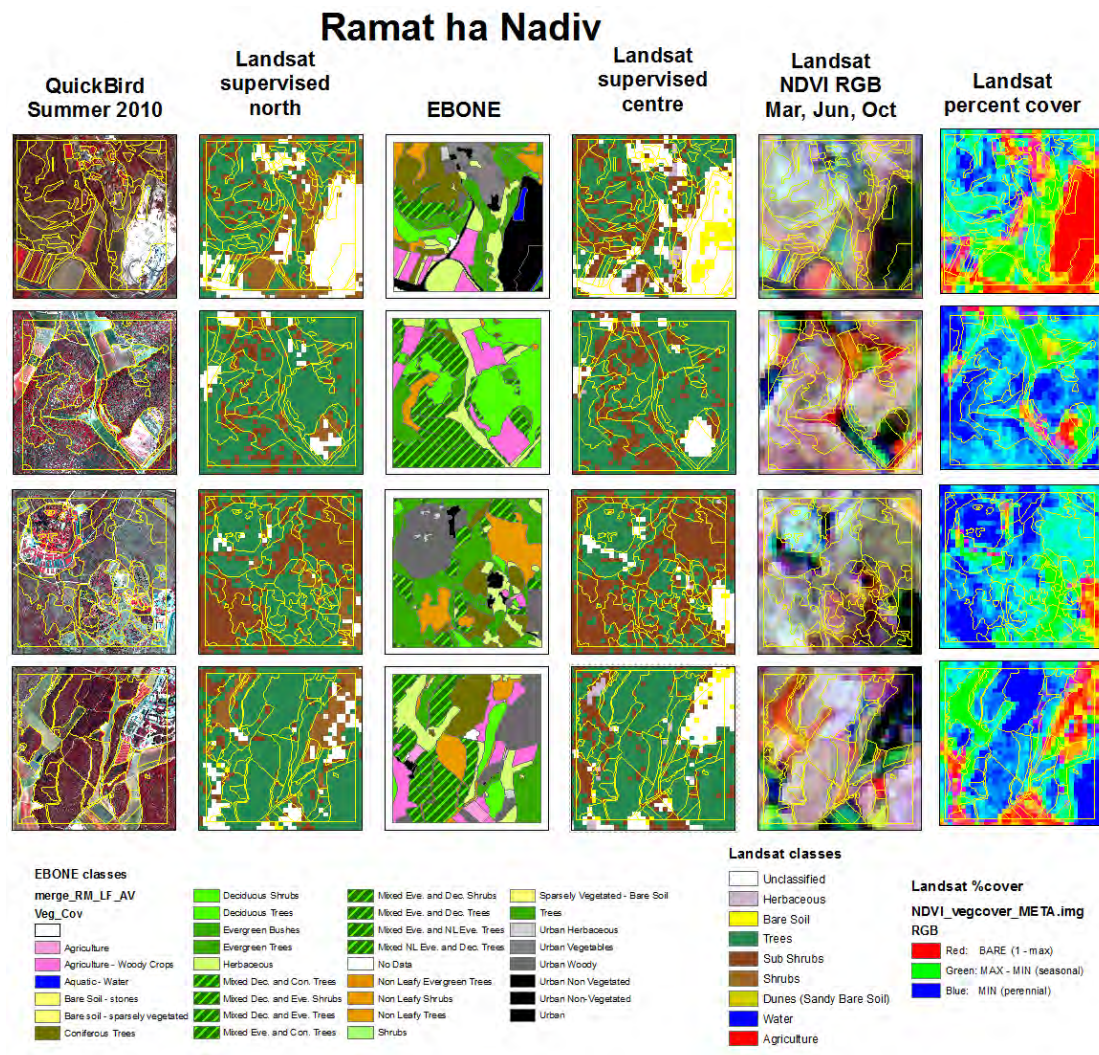 Ramat ha Nadiv
QuickBird
Summer 2010
Landsat
supervised
north
EBONE
Landsat
supervised
centre
Landsat
NDVI RGB
Mar, Jun, Oct
Landsat
percent cover
EBONE classes
merge_RM_LF_AV
Veg_Cov
Agriculture
Agriculture - Woody Crops
Aquatic - Water
Bare Soil - stones
Bare soil - sparsely vegetated
Coniferous Trees
Deciduous Shrubs
Deciduous Trees
Evergreen Bushes
Evergreen Trees
Herbaceous
Mixed Dec. and Con. Trees
Mixed Dec. and Eve. Shrubs
Mixed Dec. and Eve. Trees
Mixed Eve. and Con. Trees
Mixed Eve. and Dec. Shrubs
Mixed Eve. and Dec. Trees
Mixed Eve. and NL Eve. Trees
Mixed NL Eve. and Dec. Trees
No Data
Non Leafy Evergreen Trees
Non Leafy Shrubs
Non Leafy Trees
Shrubs
Sparsely Vegetated - Bare Soil
Trees
Urban Herbaceous
Urban Vegetables
Urban Woody
Urban Non Vegetated
Urban Non-Vegetated
Urban
Landsat classes
Unclassified
Herbaceous
Bare Soil
Trees
Sub Shrubs
Shrubs
Dunes (Sandy Bare Soil)
Water
Agriculture
Landsat %cover
NDVI_vegcover_META.img
RGB
Red: BARE (1 - max)
Green: MAX - MIN (seasonal)
Blue: MIN (perennial)